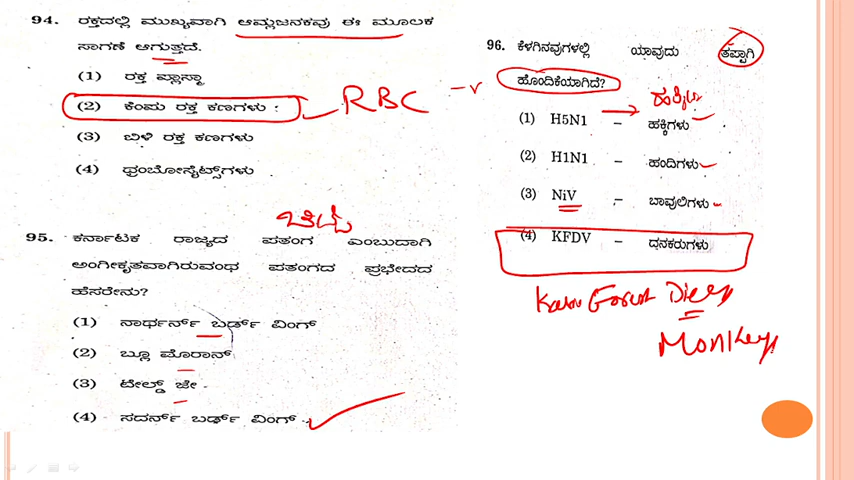 94. ರಕ್ತದಲ್ಲಿ ಮುಖ್ಯವಾಗಿ ಆಮ್ಲಜನಕವು ಈ ಮೂಲಕ
ಸಾಗಣೆ ಆಗುತ್ತದೆ.
(1) ರಕ್ತ ಪ್ಲಾಸ್ಮಾ
(2) ಕೆಂಪು ರಕ್ತ ಕಣಗಳು
RBC
(3) ಬಿಳಿ ರಕ್ತ ಕಣಗಳು
(4) ಥ್ರಂಬೋಸೈಟ್ಸ್‌ಗಳು
ಚಿಟ್ಟೆ
95. ಕರ್ನಾಟಕ ರಾಜ್ಯದ ಪತಂಗ ಎಂಬುದಾಗಿ
ಅಂಗೀಕೃತವಾಗಿರುವಂಥ ಪತಂಗದ ಪ್ರಭೇದದ
ಹೆಸರೇನು?
(1) ನಾರ್ಥರ್ನ್ ಬರ್ಡ್ ವಿಂಗ್
(2) ಬ್ಲೂ ಮೊರಾನ್
(3) ಟೇಲ್ಡ್ ಜೇ
(4) ಸದರ್ನ್ ಬರ್ಡ್ ವಿಂಗ್
96. ಕೆಳಗಿನವುಗಳಲ್ಲಿ ಯಾವುದು ತಪ್ಪಾಗಿ
ಹೊಂದಿಕೆಯಾಗಿದೆ?
(1) H5N1 – ಹಕ್ಕಿಗಳು
(2) H1N1 – ಹಂದಿಗಳು
(3) NiV – ಬಾವುಲಿಗಳು
(4) KFDV – ದನಕರುಗಳು
Monkey